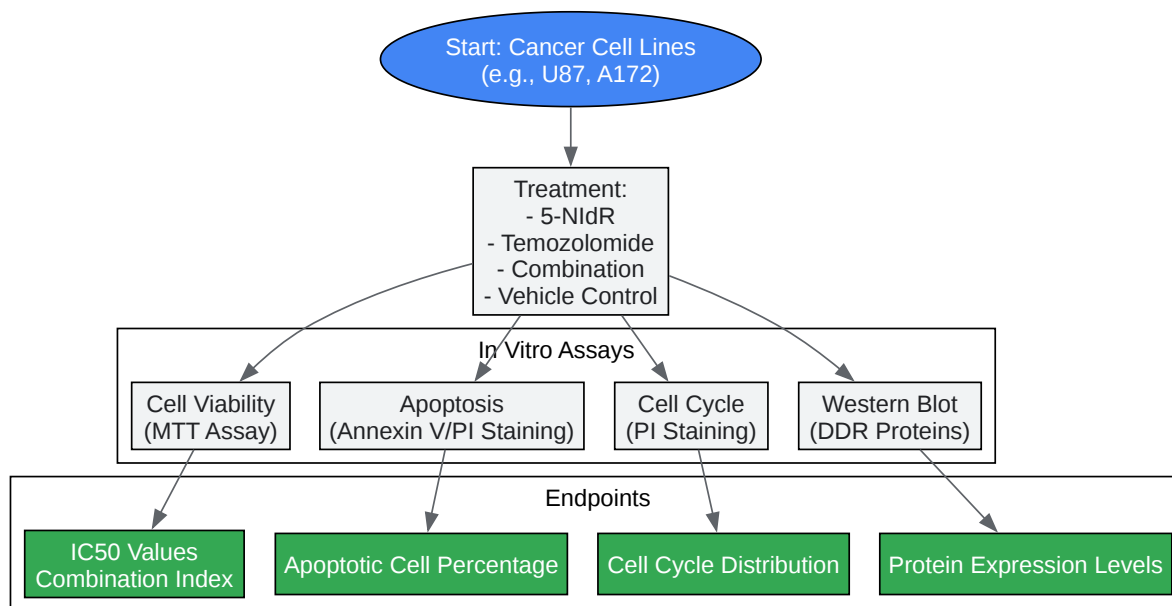 Start: Cancer Cell Lines
(e.g., U87, A172)
Treatment:
- 5-NIdR
- Temozolomide
- Combination
- Vehicle Control
In Vitro Assays
Cell Viability
(MTT Assay)
Apoptosis
(Annexin V/PI Staining)
Cell Cycle
(PI Staining)
Western Blot
(DDR Proteins)
Endpoints
IC50 Values
Combination Index
Apoptotic Cell Percentage
Cell Cycle Distribution
Protein Expression Levels